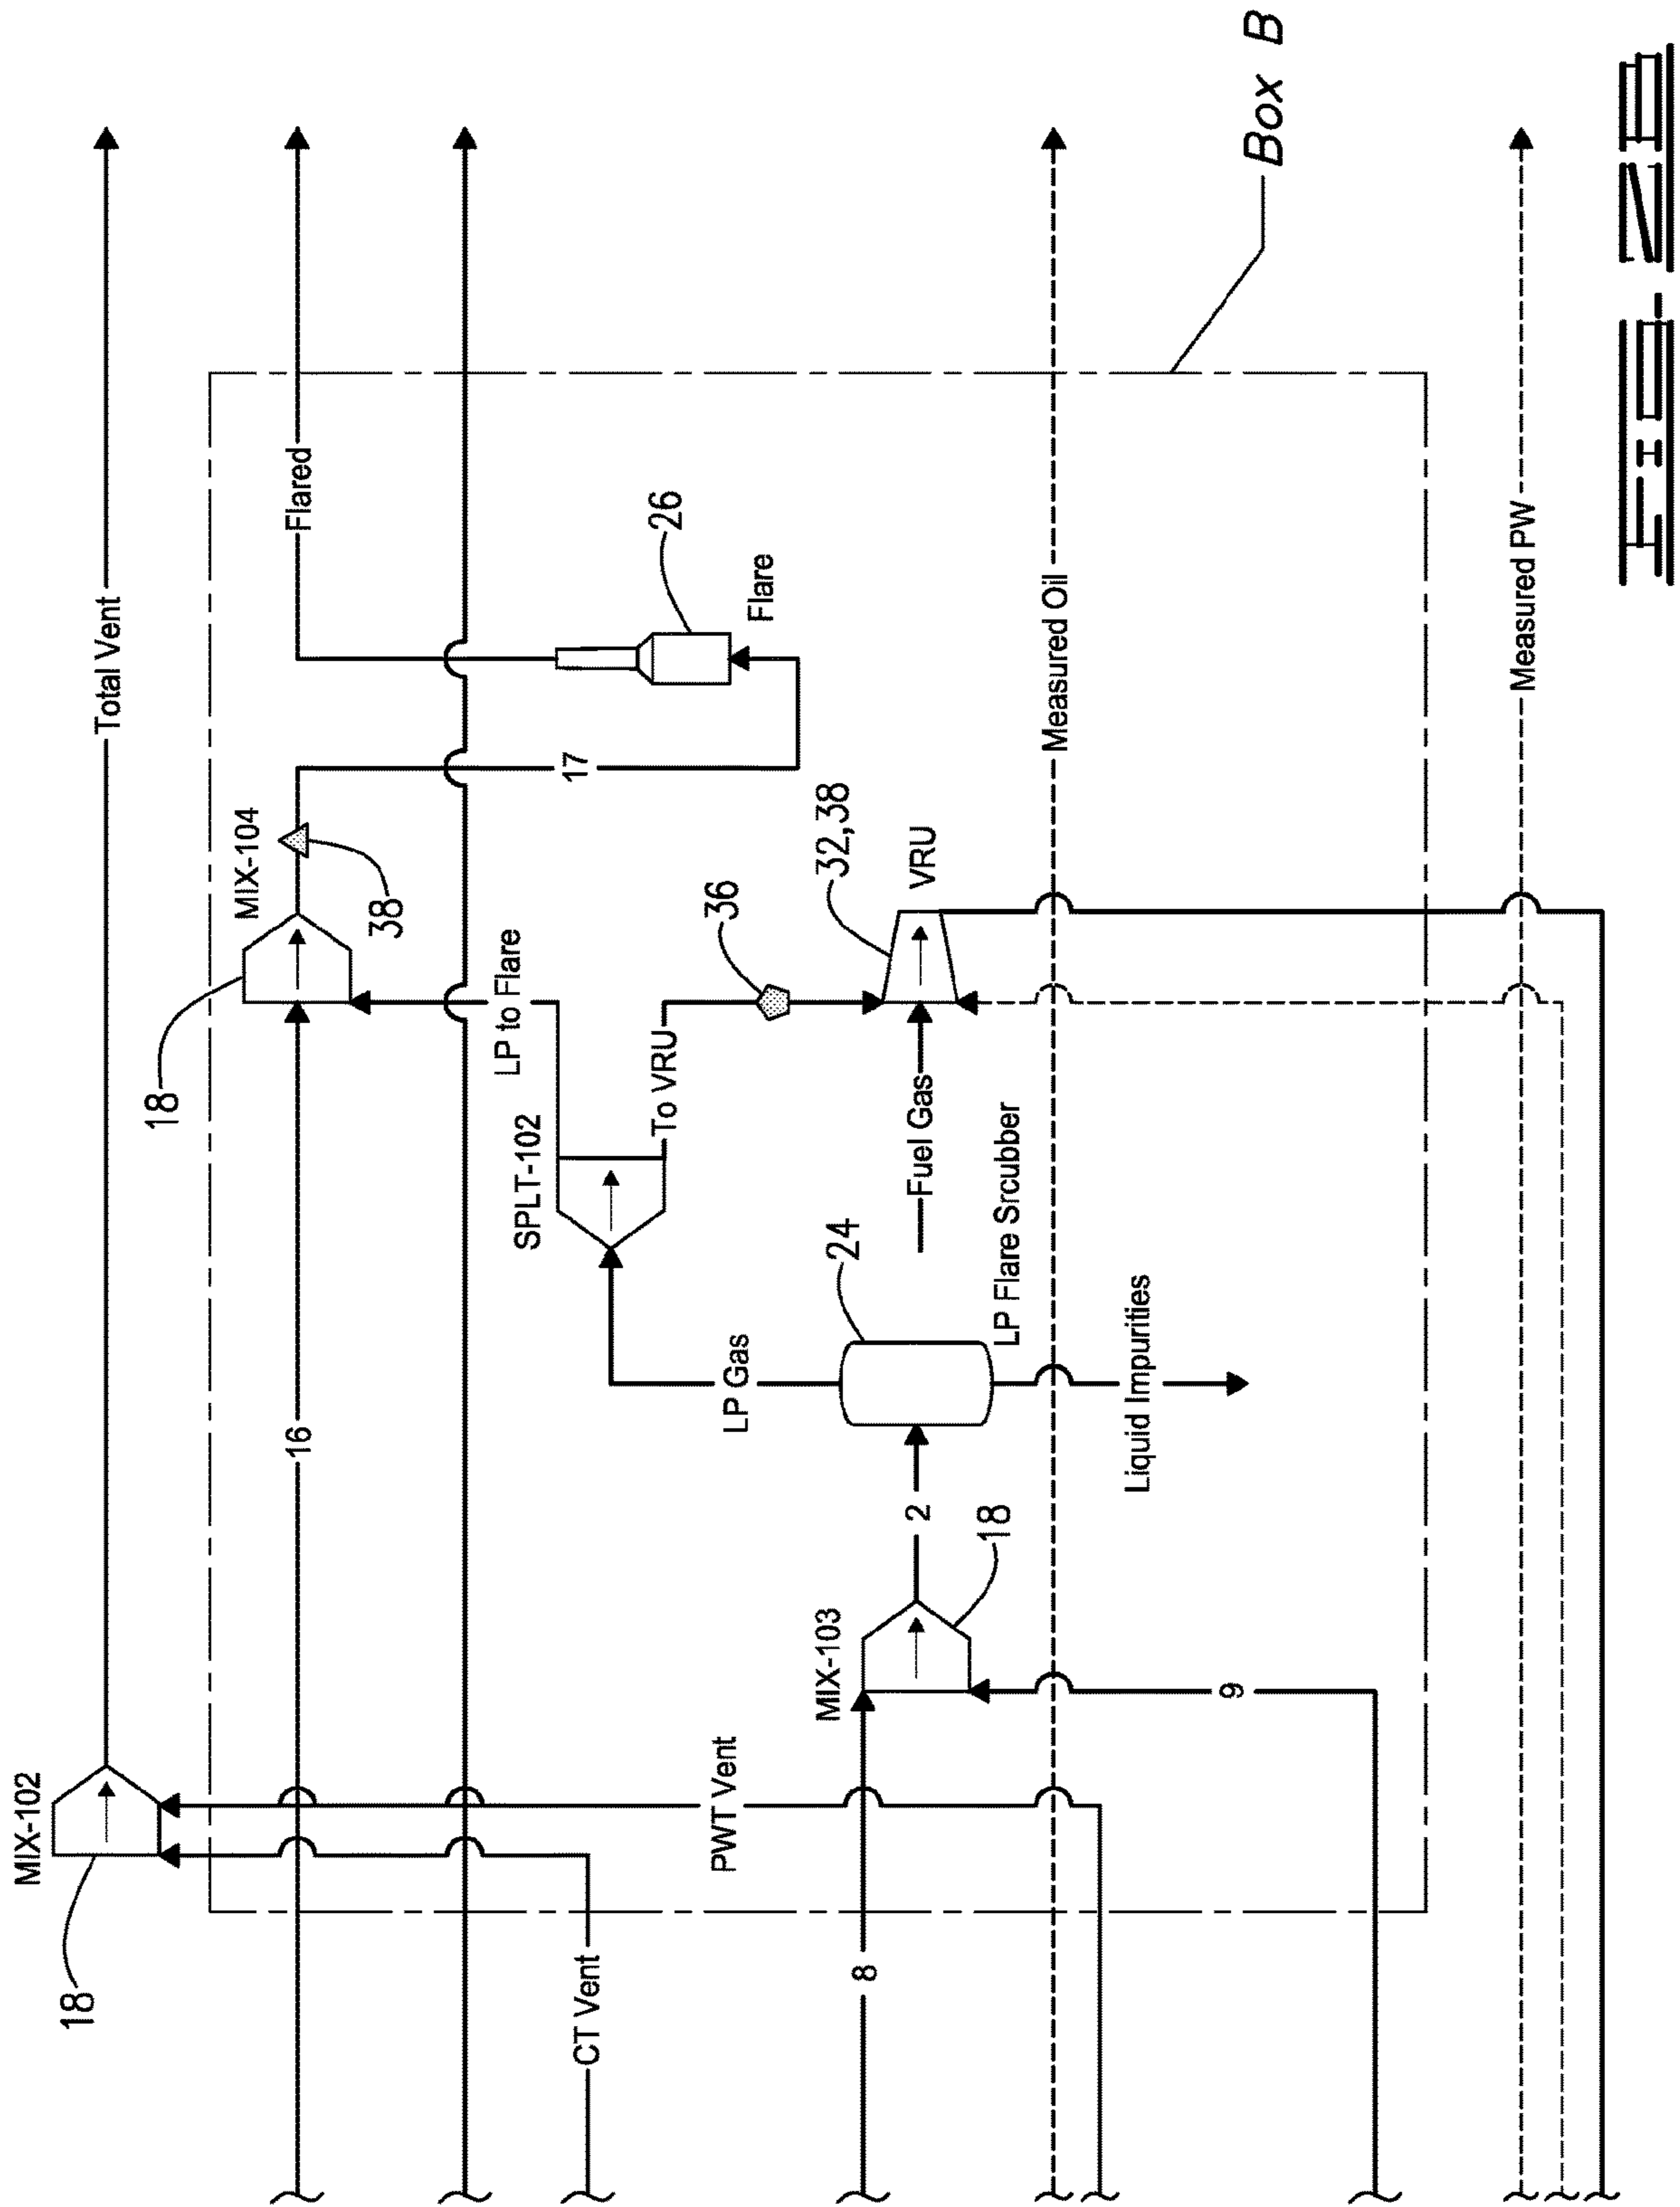 MIX-102
18
Total Vent
18
MIX-104
16
Flared
38
LP to Flare
SPLT-102
17
CT Vent
To VRU
26
36
PWT Vent
LP Gas
Flare
MIX-103
32,38
24
8
2
Fuel Gas
VRU
18
LP Flare Srcubber
Measured Oil
Liquid Impurities
9
Box B
Measured PW
FIG. 2B